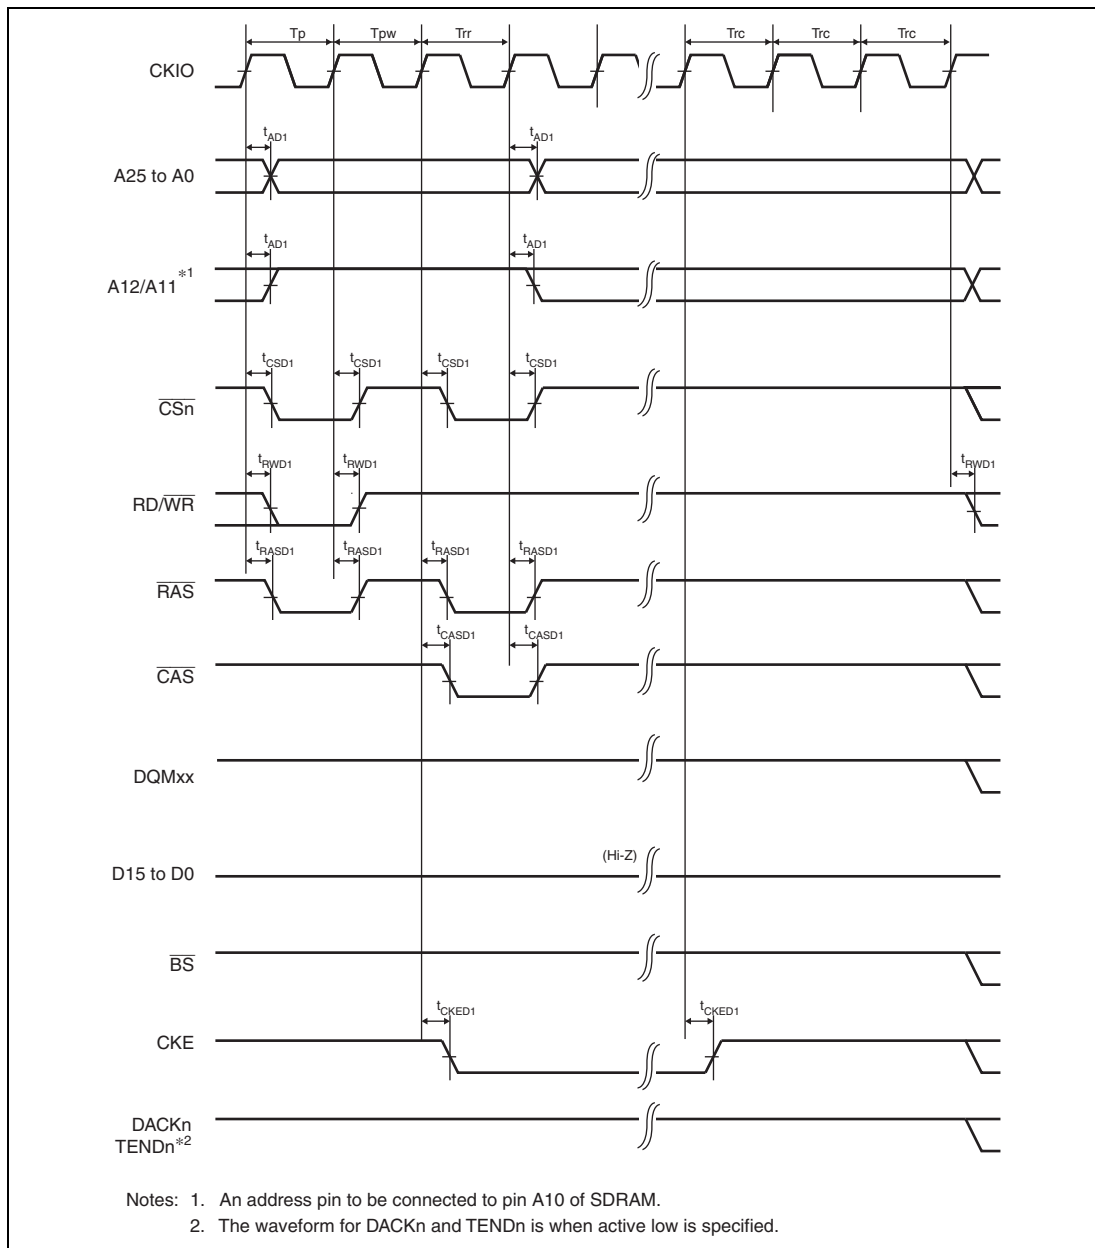 Tp Tpw Trr Trc Trc Trc
CKIO
tAD1 tAD1
A25 to A0
tAD1 tAD1
A12/A11*1
tCSD1 tCSD1 tCSD1 tCSD1
CSn
tRWD1 tRWD1 tRWD1
RD/WR
tRASD1 tRASD1 tRASD1 tRASD1
RAS
tCASD1 tCASD1
CAS
DQMxx
(Hi-Z)
D15 to D0
BS
tCKED1 tCKED1
CKE
DACKn
TENDn*2
Notes: 1. An address pin to be connected to pin A10 of SDRAM.
2. The waveform for DACKn and TENDn is when active low is specified.